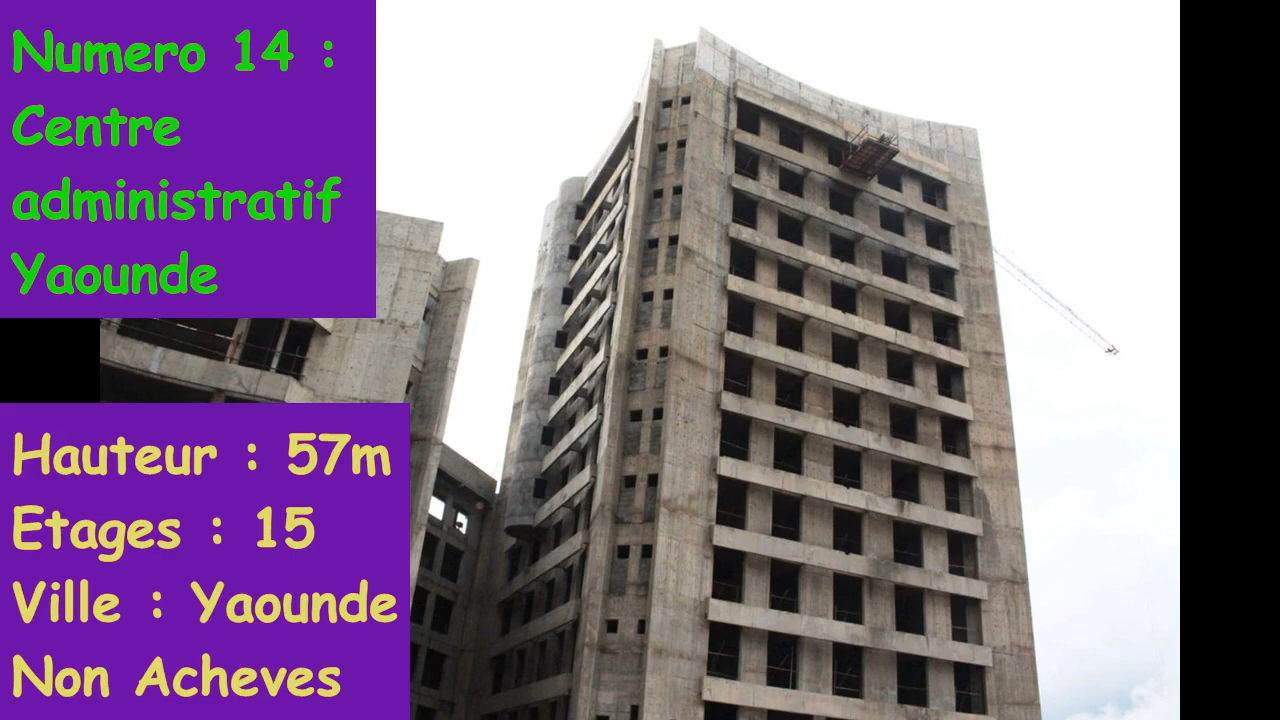 Numero 14 :
Centre
administratif
Yaounde
Hauteur : 57m
Etages : 15
Ville : Yaounde
Non Acheves